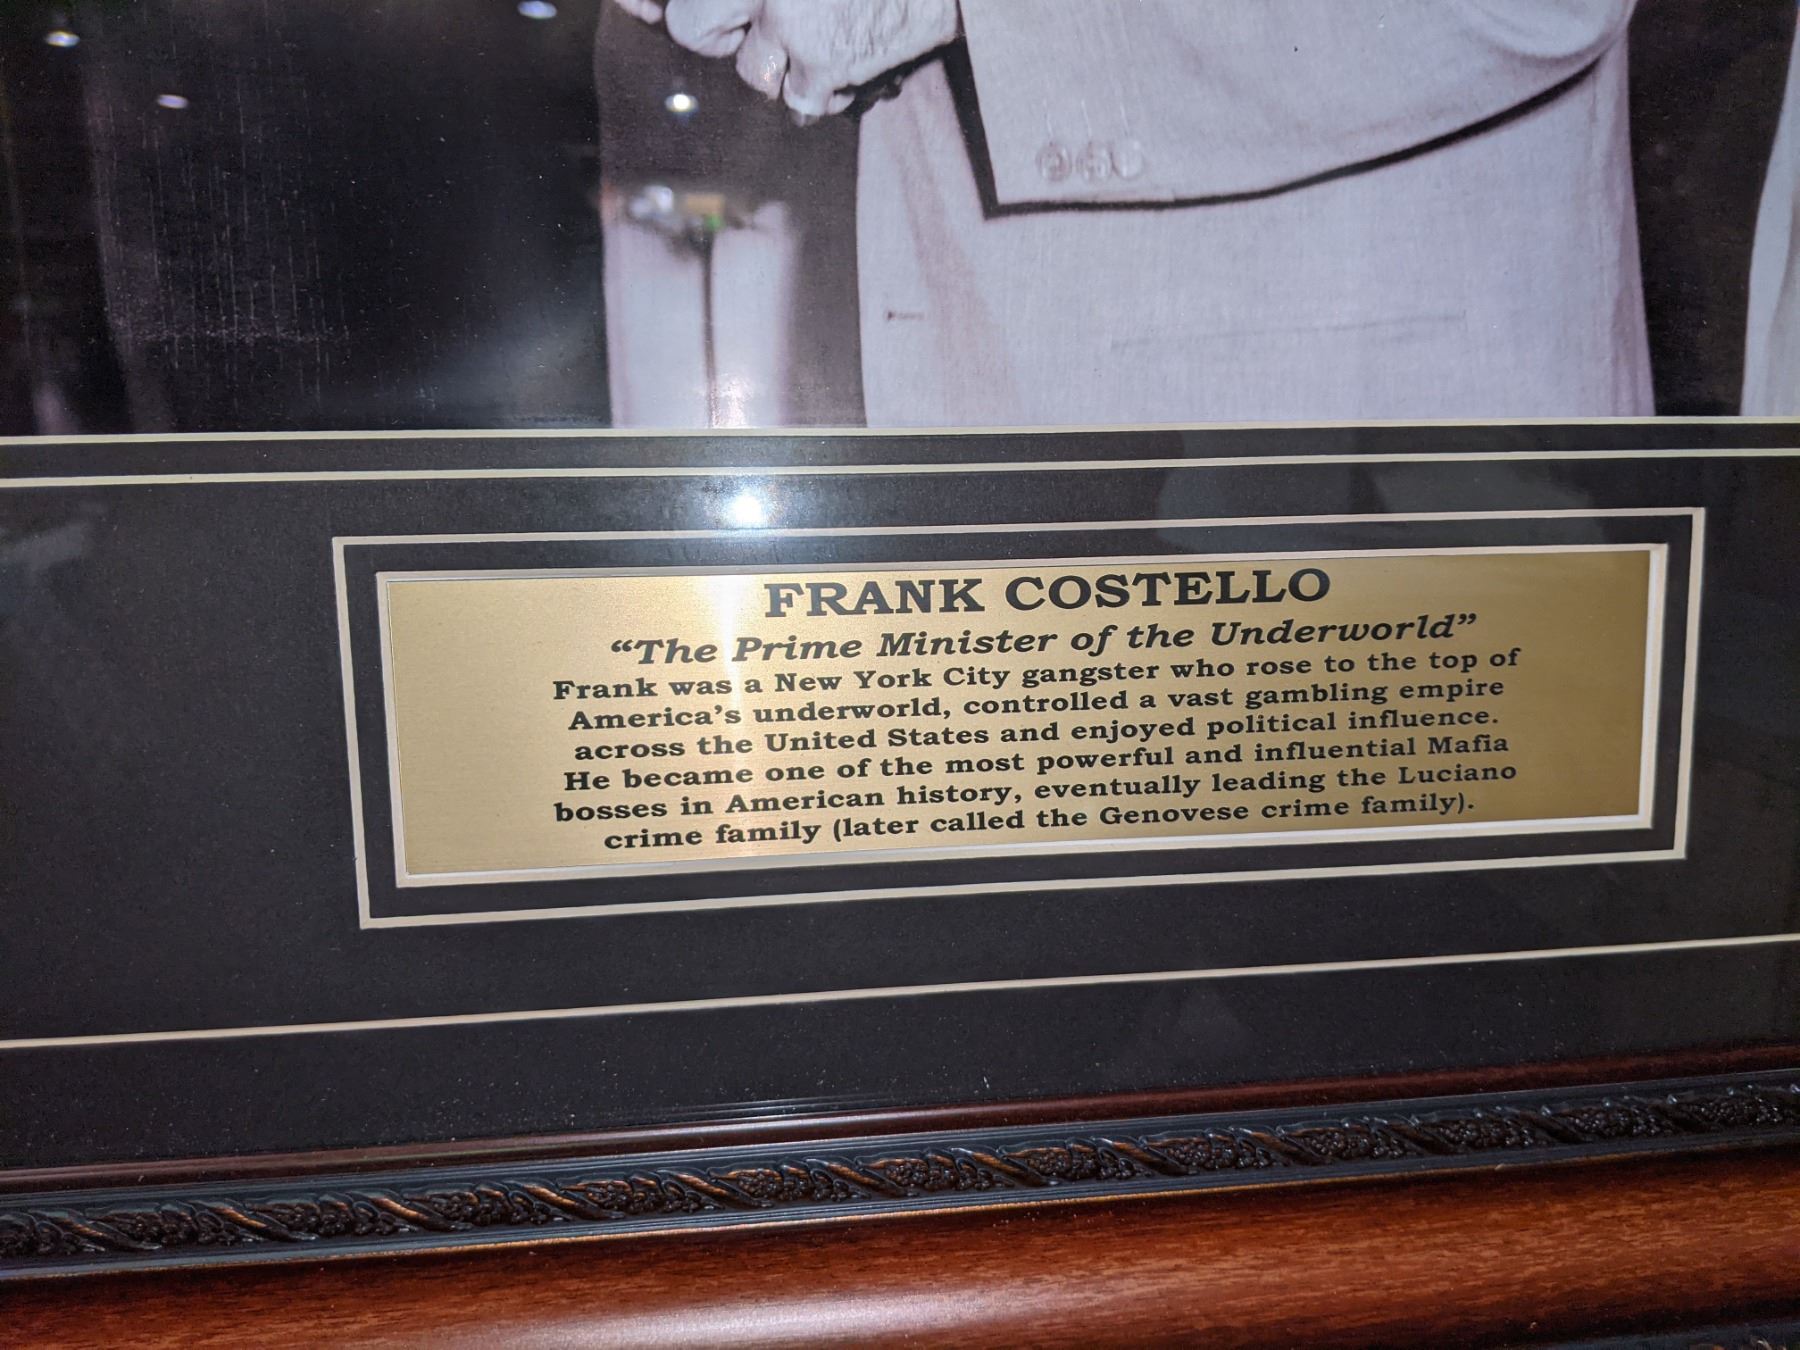 FRANK COSTELLO
“The Prime Minister of the Underworld”
Frank was a New York City gangster who rose to the top of
America’s underworld, controlled a vast gambling empire
across the United States and enjoyed political influence.
He became one of the most powerful and influential Mafia
bosses in American history, eventually leading the Luciano
crime family (later called the Genovese crime family).